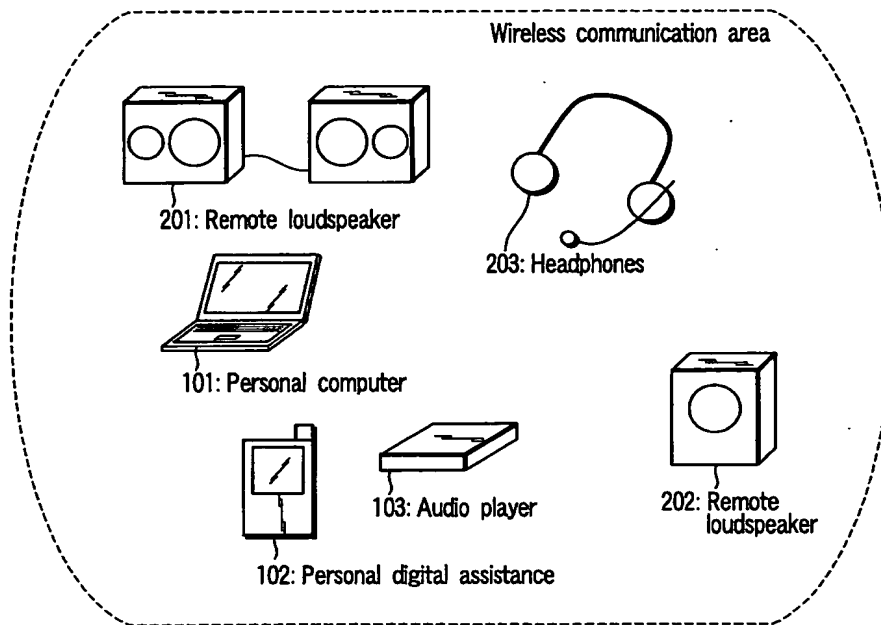 Wireless communication area
201: Remote loudspeaker
203: Headphones
101: Personal computer
103: Audio player
202: Remote
loudspeaker
102: Personal digital assistance